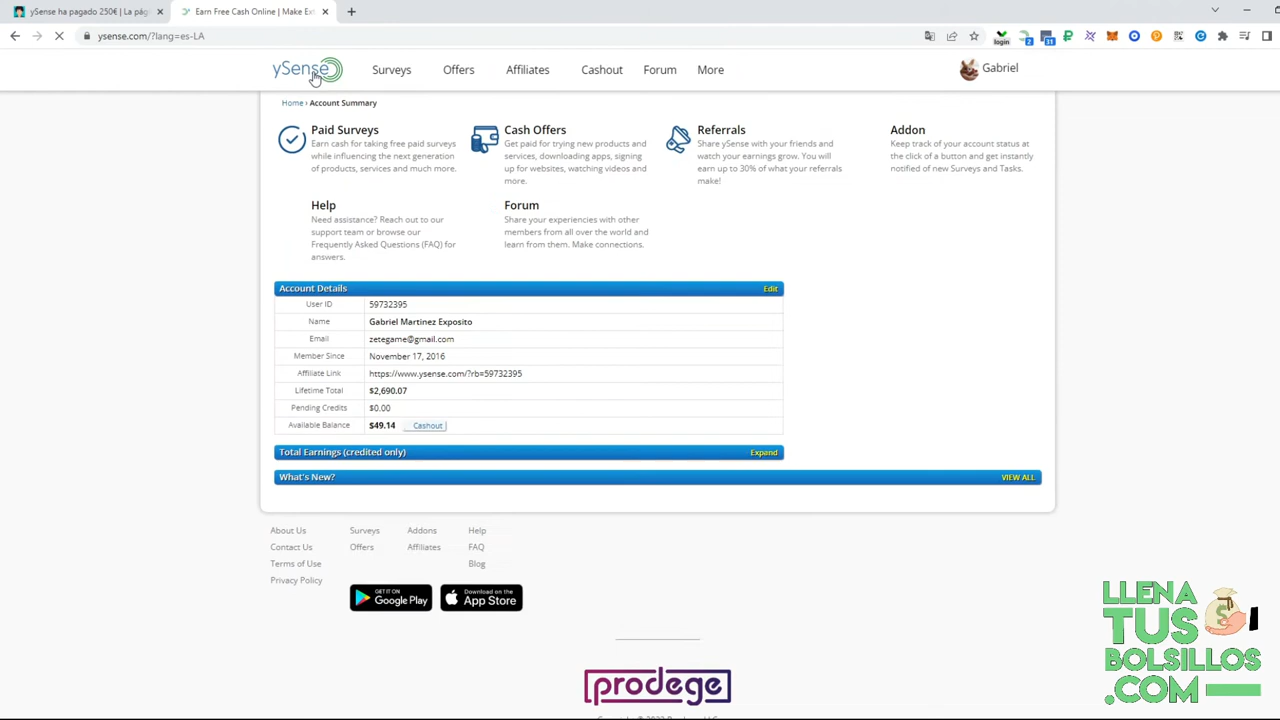 ySense ha pagado 250€ | La pág
Earn Free Cash Online | Make Ex
ysense.com/?lang=es-LA
login
2
31
ySense
Surveys
Offers
Affiliates
Cashout
Forum
More
Gabriel
Home › Account Summary
Paid Surveys
Earn cash for taking free paid surveys
while influencing the next generation
of products, services and much more.
Cash Offers
Get paid for trying new products and
services, downloading apps, signing
up for websites, watching videos and
more.
Referrals
Share ySense with your friends and
watch your earnings grow. You will
earn up to 30% of what your referrals
make!
Addon
Keep track of your account status at
the click of a button and get instantly
notified of new Surveys and Tasks.
Help
Need assistance? Reach out to our
support team or browse our
Frequently Asked Questions (FAQ) for
answers.
Forum
Share your experiences with other
members from all over the world and
learn from them. Make connections.
Account Details Edit
User ID 59732395
Name Gabriel Martinez Exposito
Email zetegame@gmail.com
Member Since November 17, 2016
Affiliate Link https://www.ysense.com/?rb=59732395
Lifetime Total $2,690.07
Pending Credits $0.00
Available Balance $49.14 Cashout
Total Earnings (credited only) Expand
What's New? VIEW ALL
About Us Surveys Addons Help
Contact Us Offers Affiliates FAQ
Terms of Use Blog
Privacy Policy
GET IT ON
Google Play
Download on the
App Store
prodege
LLENA
TUS
BOLSILLOS
.COM